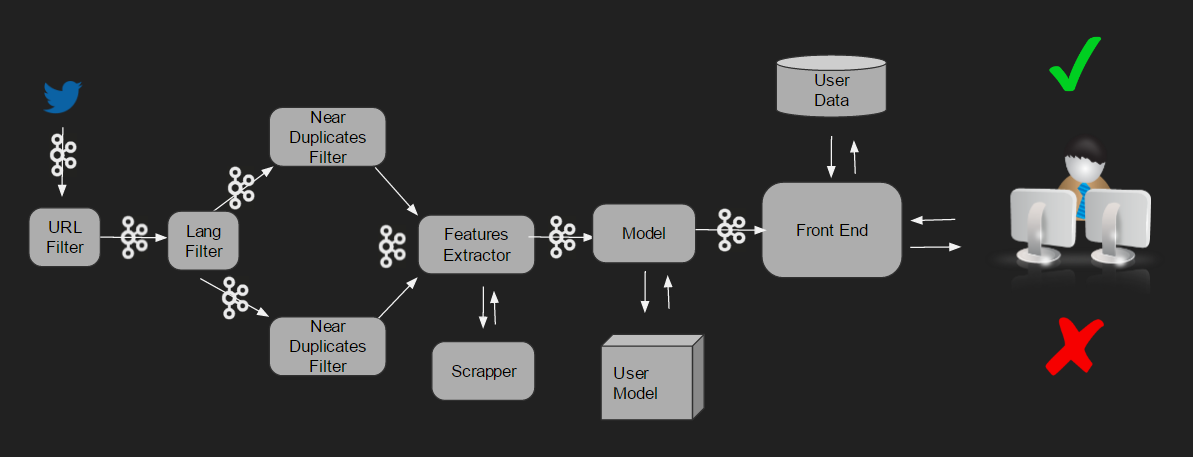 URL
Filter
Lang
Filter
Near
Duplicates
Filter
Near
Duplicates
Filter
Features
Extractor
Scrapper
Model
User
Model
User
Data
Front End